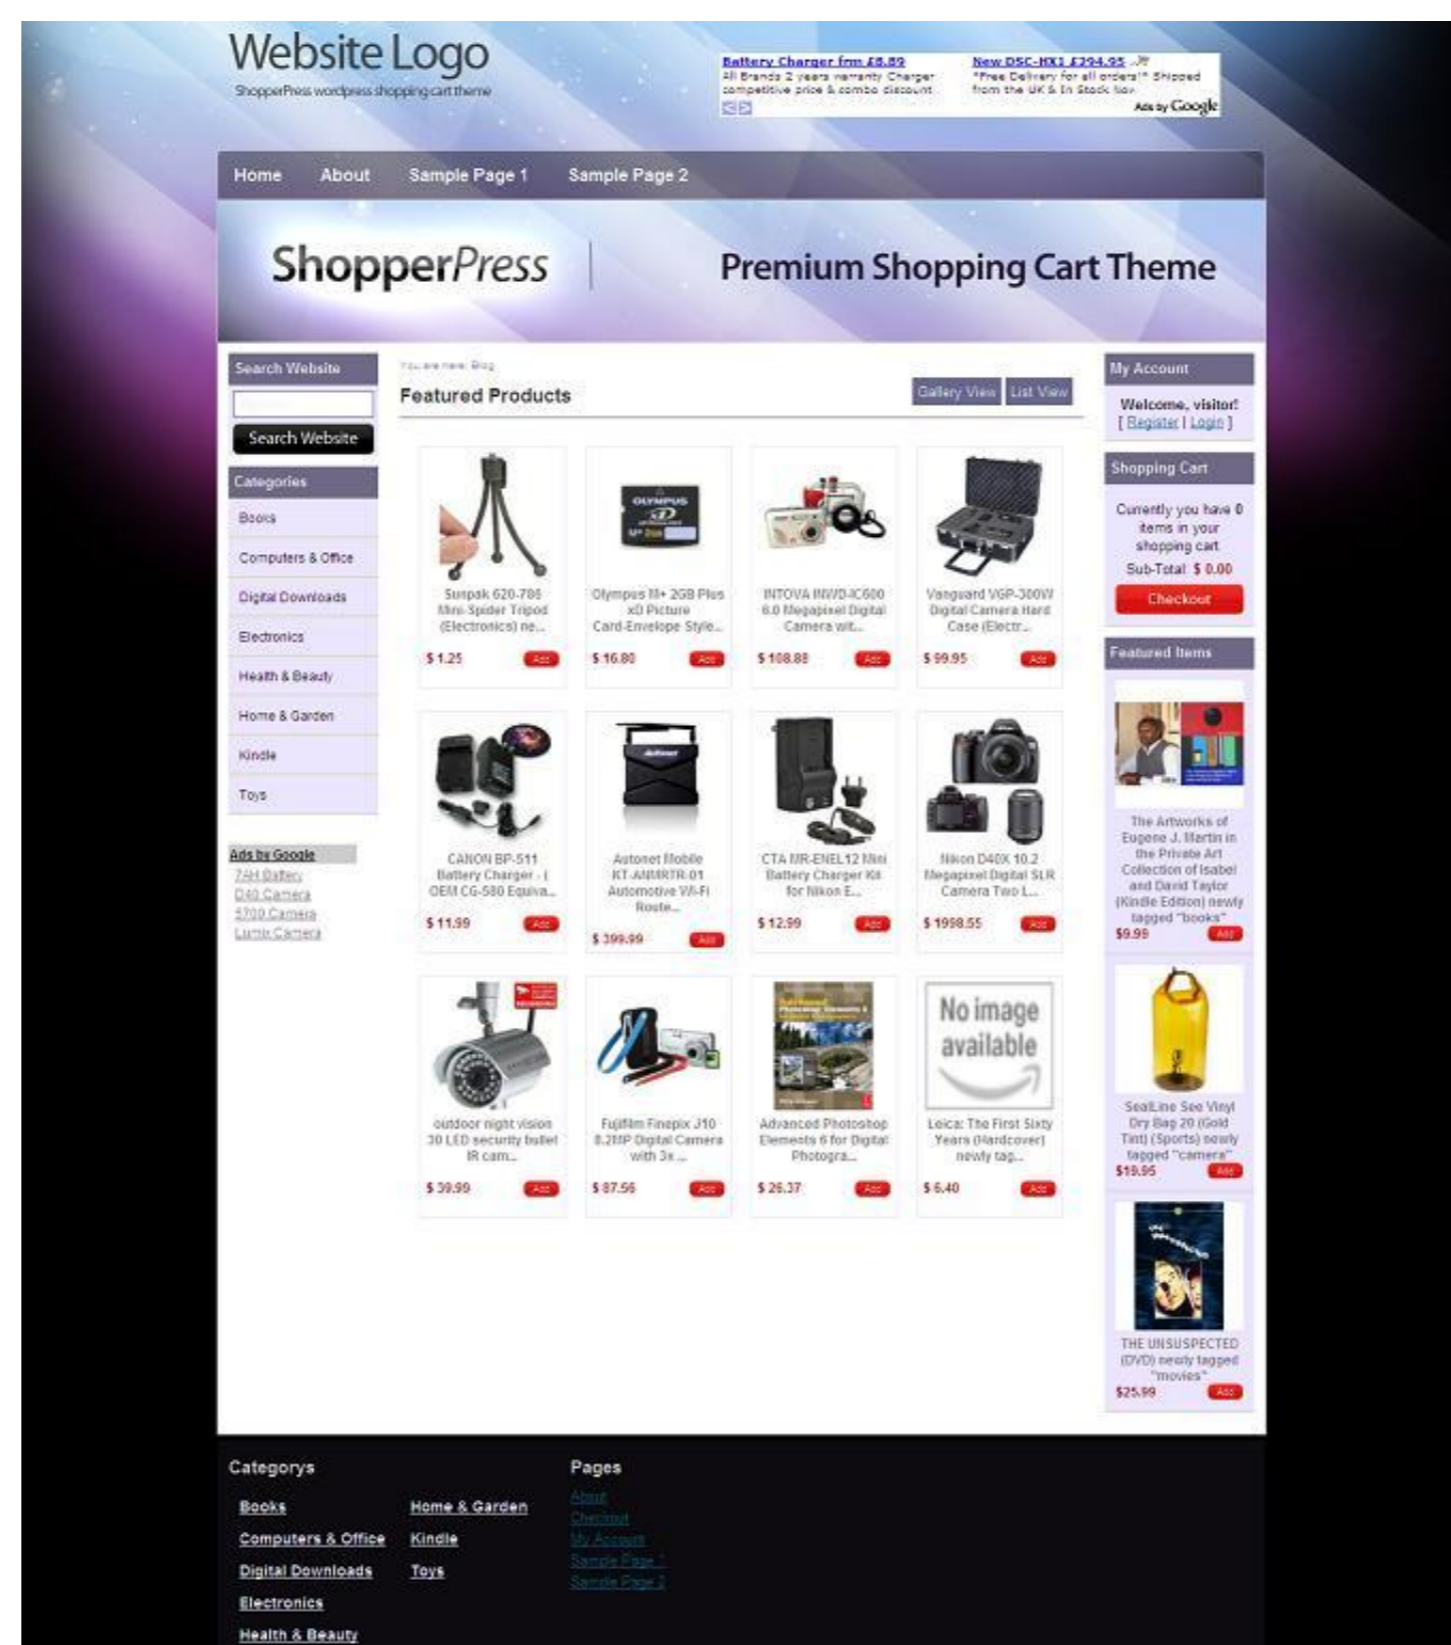 Website Logo
ShopperPress wordpress shopping cart theme
Battery Charger frm £8.89
All Brands 2 years warranty Charger
competitive price & combo discount
New DSC-HX1 £294.95
"Free Delivery for all orders!" Shipped
from the UK & In Stock Now
Ads by Google
Home About Sample Page 1 Sample Page 2
ShopperPress
Premium Shopping Cart Theme
Search Website
Search Website
Categories
Books
Computers & Office
Digital Downloads
Electronics
Health & Beauty
Home & Garden
Kindle
Toys
Ads by Google
7AH Battery
D40 Camera
5700 Camera
Lumix Camera
You are here: Blog
Featured Products
Gallery View List View
OLYMPUS
Sunpak 620-786
Mini-Spider Tripod
(Electronics) ne...
$ 1.25 Add
Olympus M+ 2GB Plus
xD Picture
Card-Envelope Style...
$ 16.80 Add
INTOVA INWD-IC600
6.0 Megapixel Digital
Camera wit...
$ 108.88 Add
Vanguard VGP-300W
Digital Camera Hard
Case (Electr...
$ 99.95 Add
CANON BP-511
Battery Charger - (
OEM CG-580 Equiva...
$ 11.99 Add
Autonet
Autonet Mobile
KT-ANMRTR-01
Automotive Wi-Fi
Route...
$ 399.99 Add
CTA MR-ENEL12 Mini
Battery Charger Kit
for Nikon E...
$ 12.99 Add
Nikon D40X 10.2
Megapixel Digital SLR
Camera Two L...
$ 1998.55 Add
outdoor night vision
30 LED security bullet
IR cam...
$ 39.99 Add
Fujifilm Finepix J10
8.2MP Digital Camera
with 3x ...
$ 87.56 Add
Advanced Photoshop
Elements 6 for Digital
Photogra...
$ 26.37 Add
No image
available
Leica: The First Sixty
Years (Hardcover)
newly tag...
$ 6.40 Add
My Account
Welcome, visitor!
[ Register | Login ]
Shopping Cart
Currently you have 0
items in your
shopping cart
Sub-Total $ 0.00
Checkout
Featured Items
The Artworks of
Eugene J. Martin in
the Private Art
Collection of Isabel
and David Taylor
(Kindle Edition) newly
tagged "books"
$9.99 Add
SealLine See Vinyl
Dry Bag 20 (Gold
Tint) (Sports) newly
tagged "camera"
$19.95 Add
THE UNSUSPECTED
(DVD) newly tagged
"movies"
$25.99 Add
Categorys
Books
Computers & Office
Digital Downloads
Electronics
Health & Beauty
Home & Garden
Kindle
Toys
Pages
About
Checkout
My Account
Sample Page 1
Sample Page 2